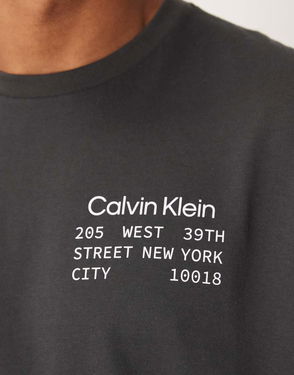 Calvin Klein
205 WEST 39TH
STREET NEW YORK
CITY 10018